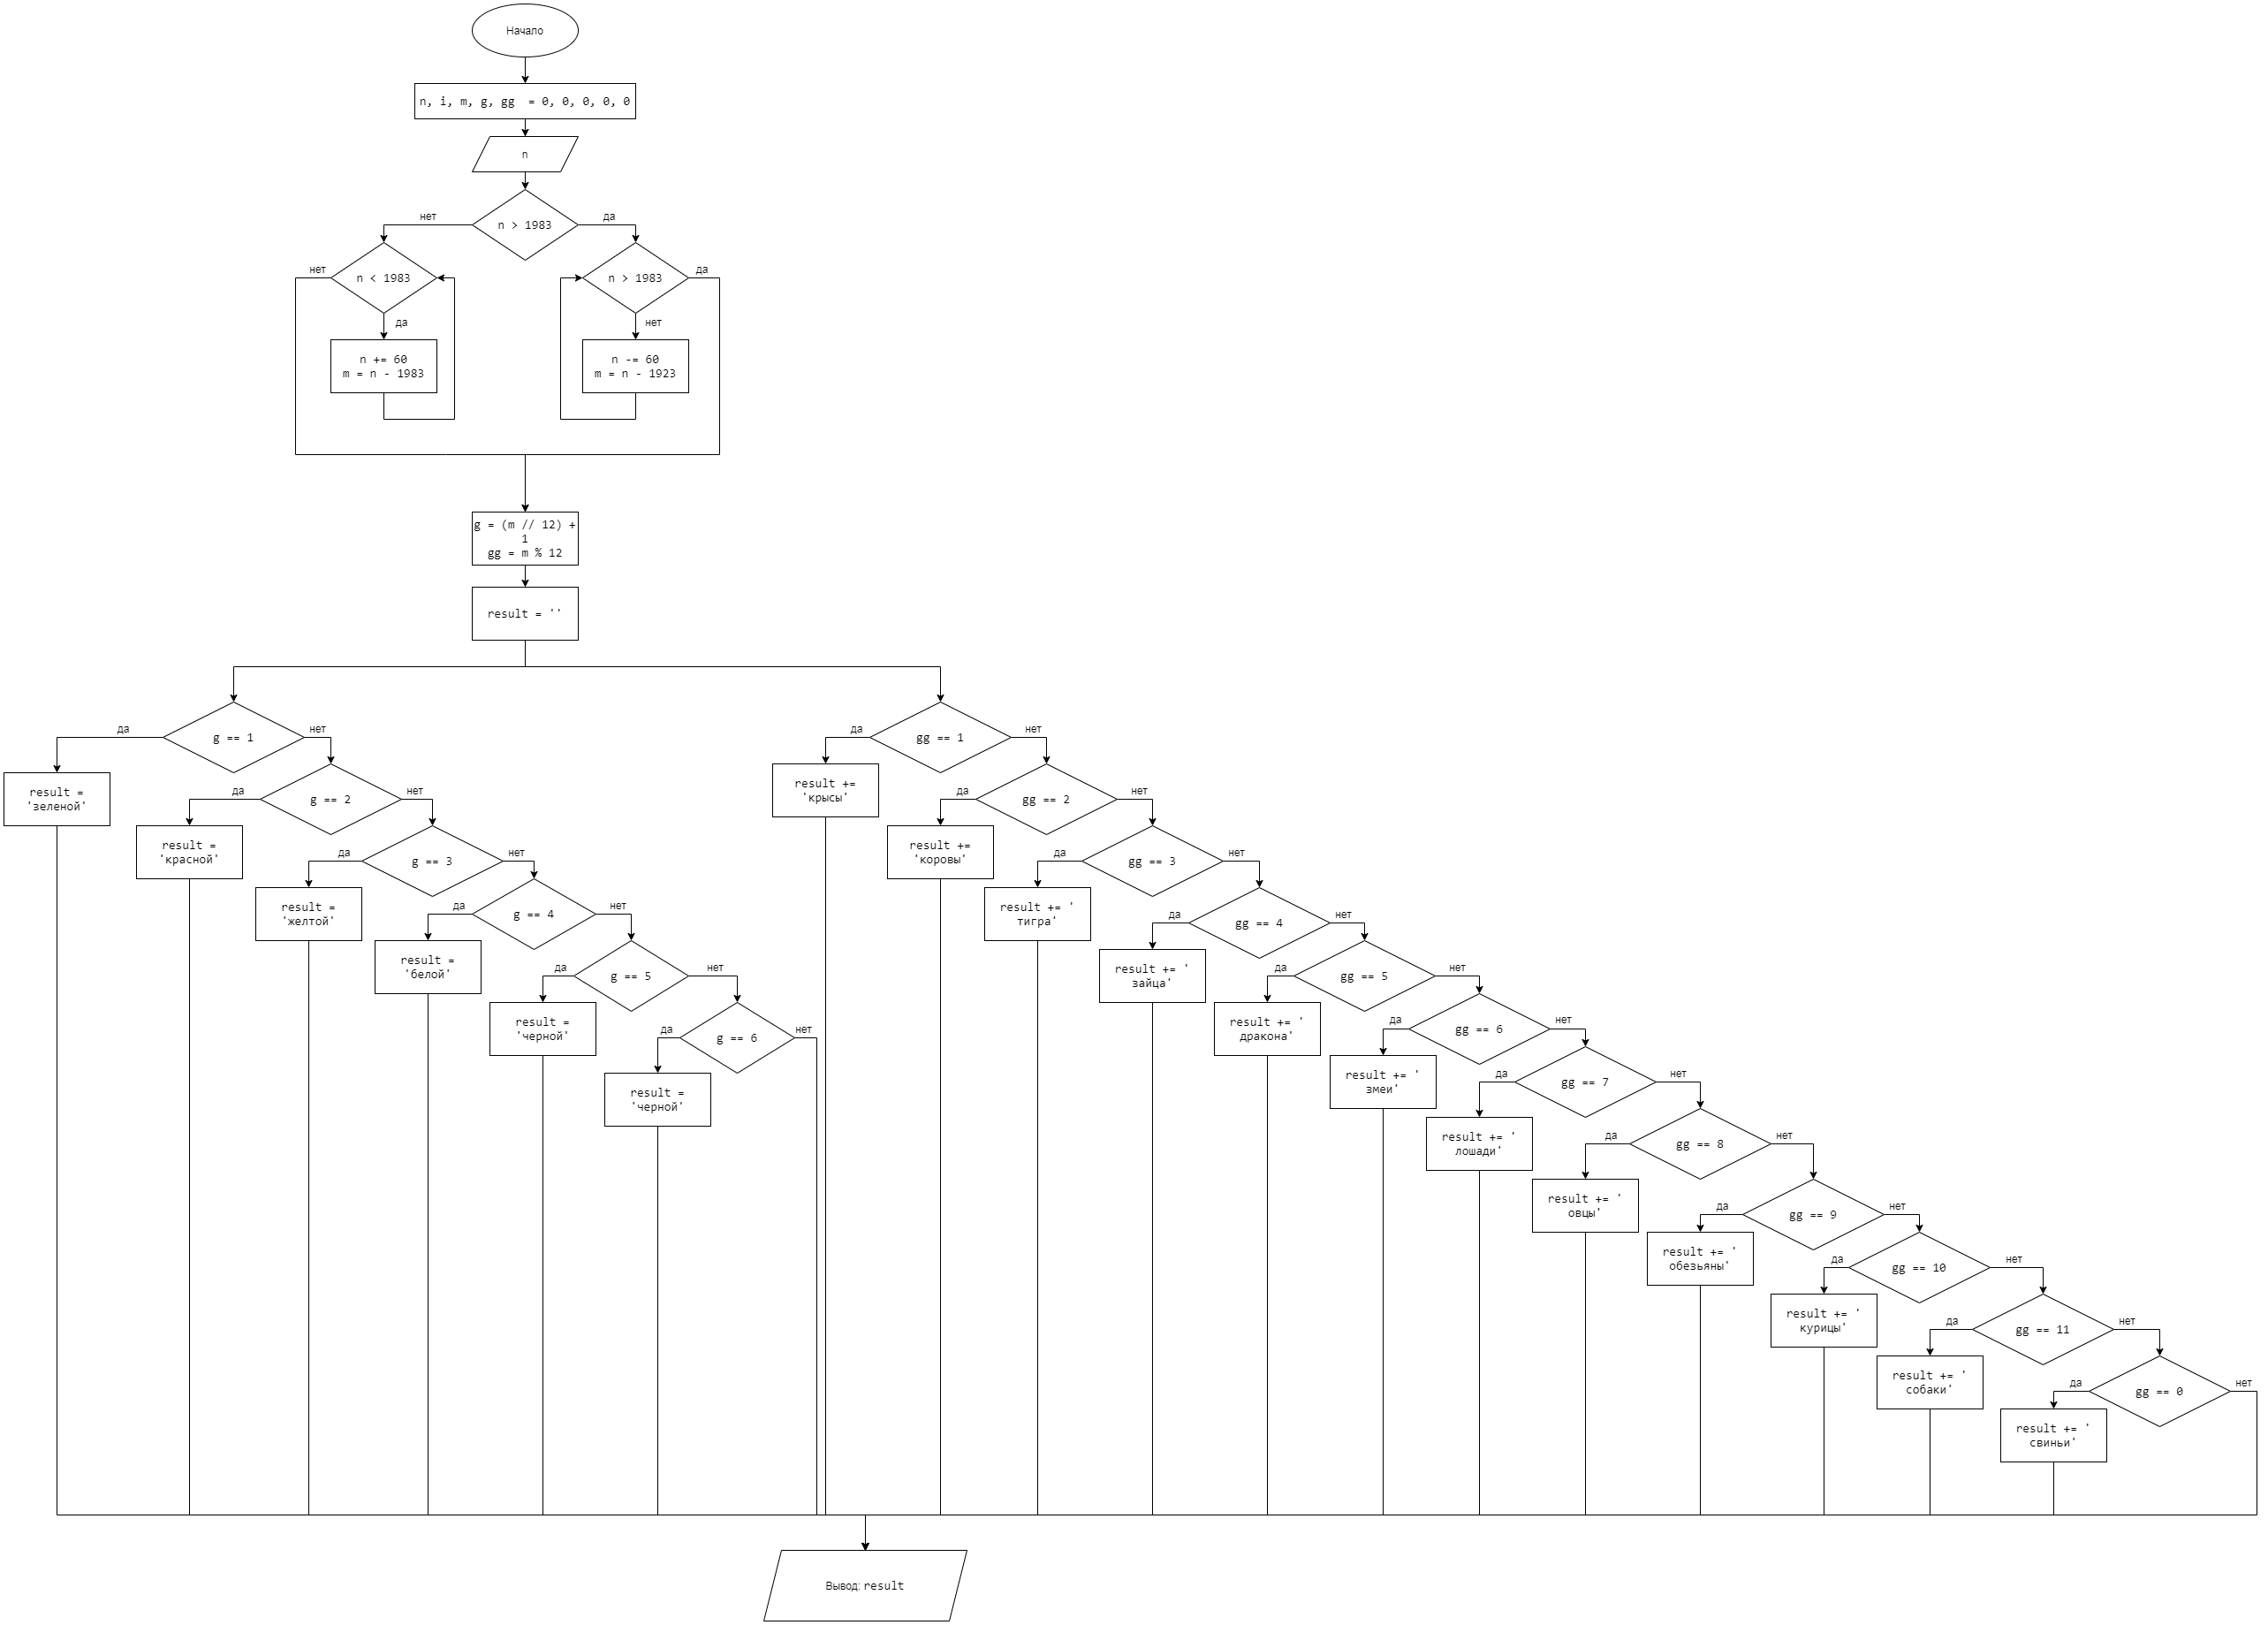 Начало
n, i, m, g, gg  = 0, 0, 0, 0, 0
n
n > 1983
нет
да
n < 1983
нет
да
n += 60
m = n - 1983
n > 1983
да
нет
n -= 60
m = n - 1923
g = (m // 12) +
1
gg = m % 12
result = ''
g == 1
да
нет
result =
'зеленой'
g == 2
да
нет
result =
'красной'
g == 3
да
нет
result =
'желтой'
g == 4
да
нет
result =
'белой'
g == 5
да
нет
result =
'черной'
g == 6
да
нет
result =
'черной'
gg == 1
да
нет
result +=
'крысы'
gg == 2
да
нет
result +=
'коровы'
gg == 3
да
нет
result += '
тигра'
gg == 4
да
нет
result += '
зайца'
gg == 5
да
нет
result += '
дракона'
gg == 6
да
нет
result += '
змеи'
gg == 7
да
нет
result += '
лошади'
gg == 8
да
нет
result += '
овцы'
gg == 9
да
нет
result += '
обезьяны'
gg == 10
да
нет
result += '
курицы'
gg == 11
да
нет
result += '
собаки'
gg == 0
да
нет
result += '
свиньи'
Вывод: result